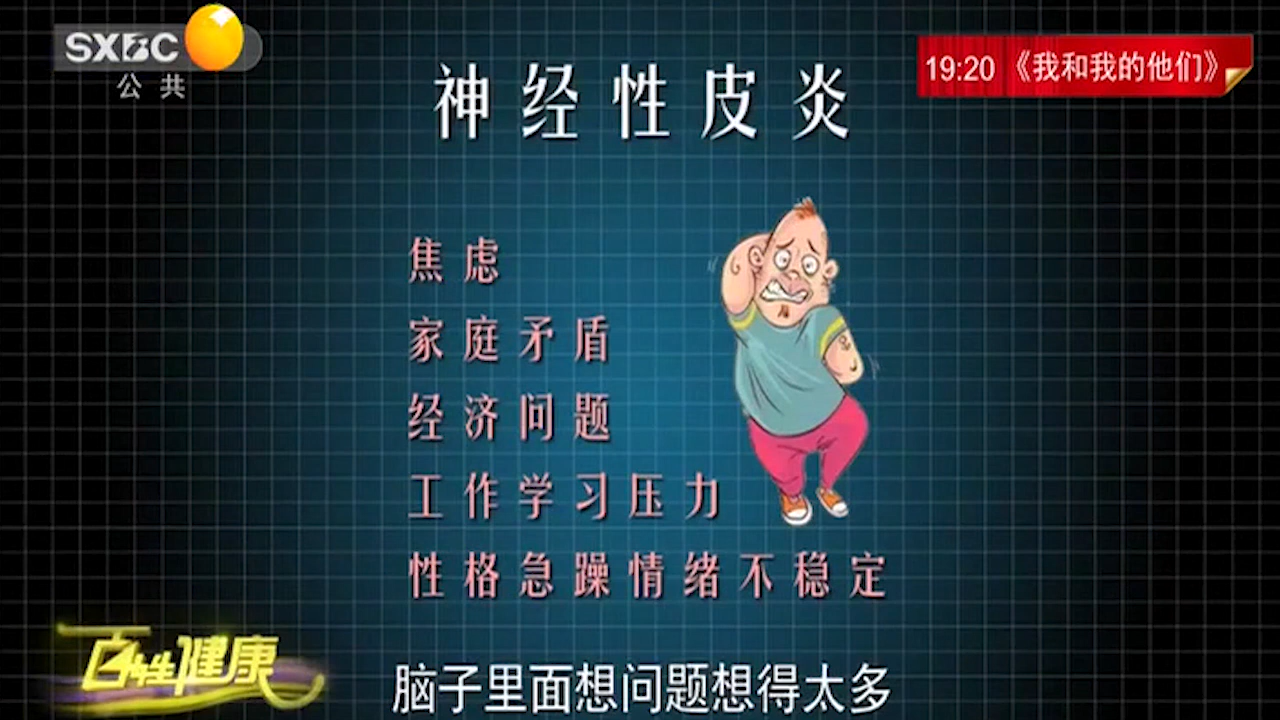 SXBC
公共
19:20《我和我的他们》
神经性皮炎
焦虑
家庭矛盾
经济问题
工作学习压力
性格急躁情绪不稳定
百姓健康
脑子里面想问题想得太多